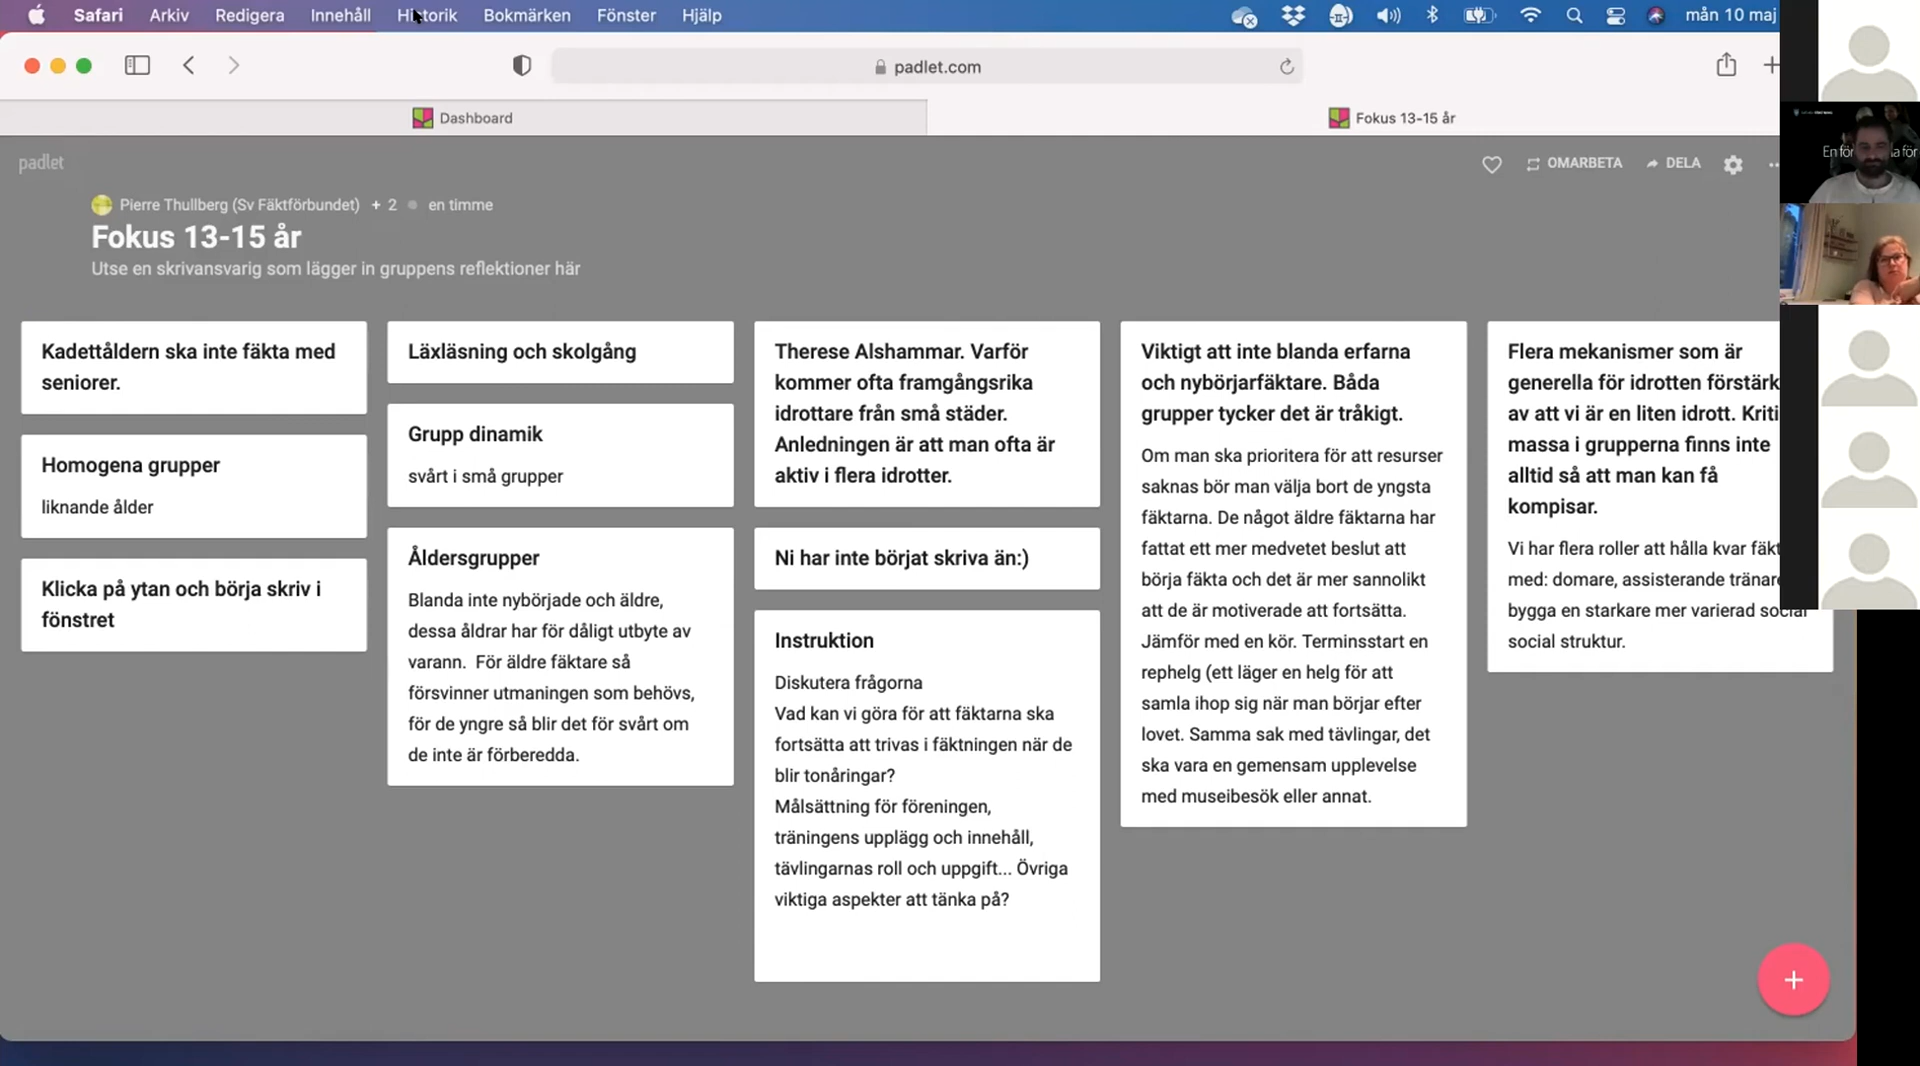 Safari Arkiv Redigera Innehåll Historik Bokmärken Fönster Hjälp mån 10 maj
padlet.com
Dashboard
Fokus 13-15 år
padlet
OMARBETA DELA
Pierre Thullberg (Sv Fäktförbundet) + 2 en timme
Fokus 13-15 år
Utse en skrivansvarig som lägger in gruppens reflektioner här
Kadettåldern ska inte fäkta med
seniorer.
Homogena grupper
liknande ålder
Klicka på ytan och börja skriv i
fönstret
Läxläsning och skolgång
Grupp dinamik
svårt i små grupper
Åldersgrupper
Blanda inte nybörjade och äldre,
dessa åldrar har för dåligt utbyte av
varann. För äldre fäktare så
försvinner utmaningen som behövs,
för de yngre så blir det för svårt om
de inte är förberedda.
Therese Alshammar. Varför
kommer ofta framgångsrika
idrottare från små städer.
Anledningen är att man ofta är
aktiv i flera idrotter.
Ni har inte börjat skriva än:)
Instruktion
Diskutera frågorna
Vad kan vi göra för att fäktarna ska
fortsätta att trivas i fäktningen när de
blir tonåringar?
Målsättning för föreningen,
träningens upplägg och innehåll,
tävlingarnas roll och uppgift... Övriga
viktiga aspekter att tänka på?
Viktigt att inte blanda erfarna
och nybörjarfäktare. Båda
grupper tycker det är tråkigt.
Om man ska prioritera för att resurser
saknas bör man välja bort de yngsta
fäktarna. De något äldre fäktarna har
fattat ett mer medvetet beslut att
börja fäkta och det är mer sannolikt
att de är motiverade att fortsätta.
Jämför med en kör. Terminsstart en
rephelg (ett läger en helg för att
samla ihop sig när man börjar efter
lovet. Samma sak med tävlingar, det
ska vara en gemensam upplevelse
med museibesök eller annat.
Flera mekanismer som är
generella för idrotten förstärk
av att vi är en liten idrott. Kriti
massa i grupperna finns inte
alltid så att man kan få
kompisar.
Vi har flera roller att hålla kvar fäkt
med: domare, assisterande tränare
bygga en starkare mer varierad social
social struktur.
En för la för